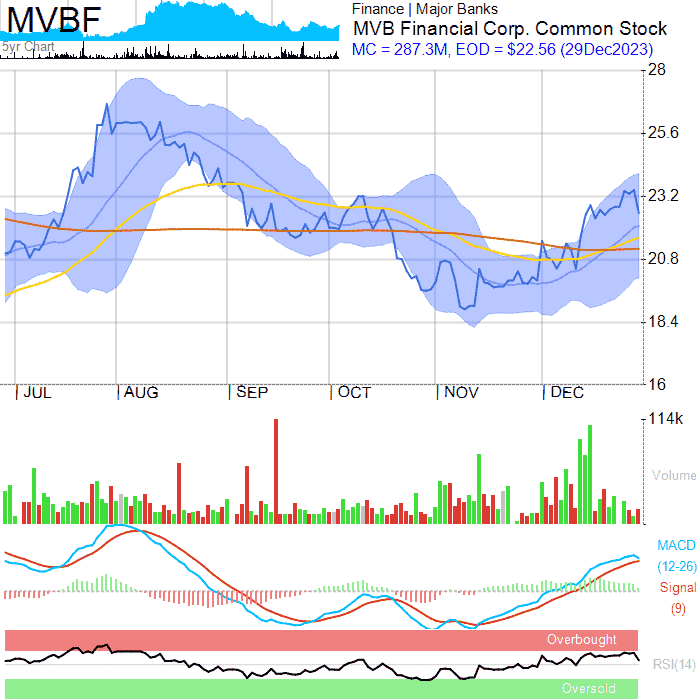 MVBF
5yr Chart
Finance | Major Banks
MVB Financial Corp. Common Stock
MC = 287.3M, EOD = $22.56 (29Dec2023)
28
25.6
23.2
20.8
18.4
16
JUL AUG SEP OCT NOV DEC
114k
Volume
MACD
(12-26)
Signal
(9)
Overbought
RSI(14)
Oversold